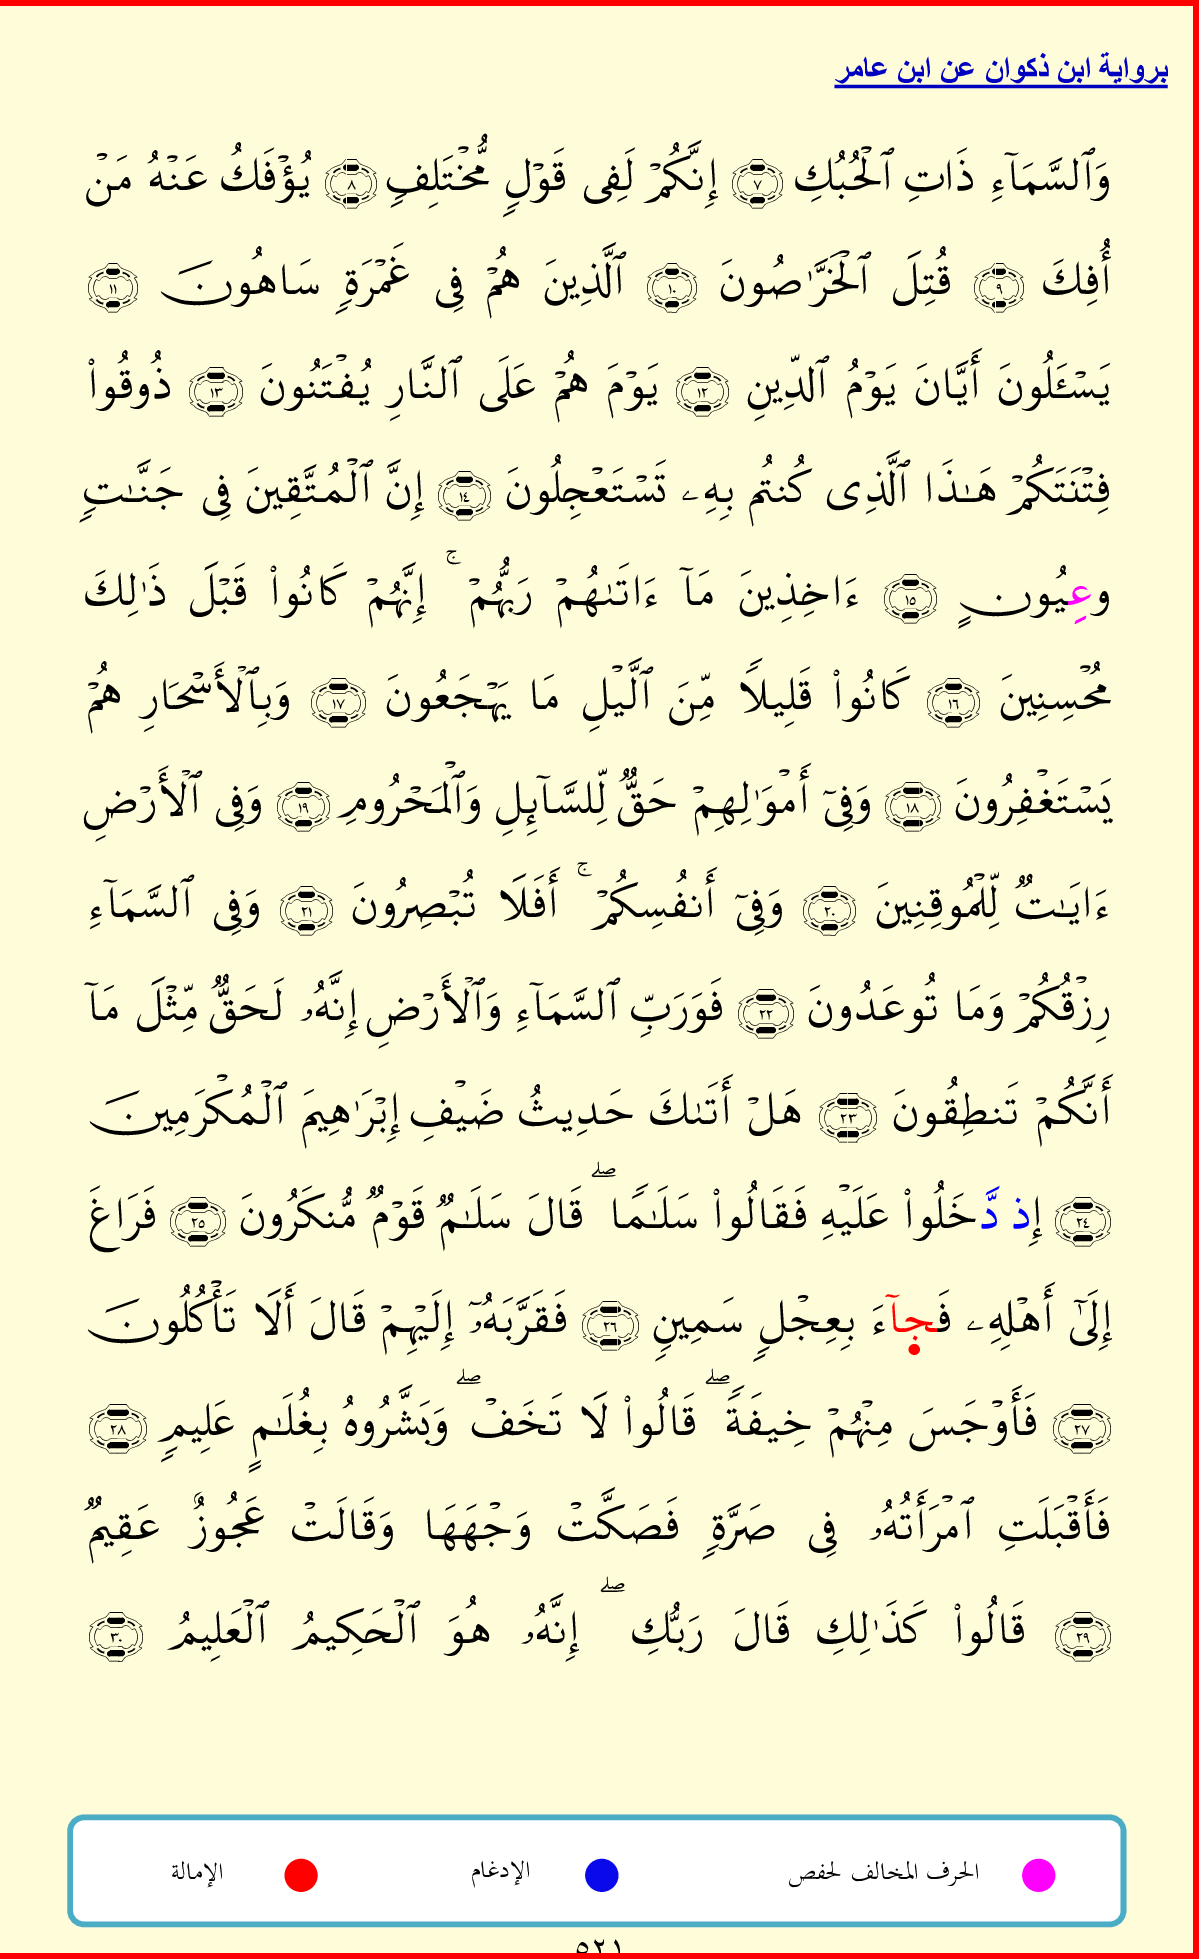 برواية ابن ذكوان عن ابن عامر
وَٱلسَّمَآءِ ذَاتِ ٱلۡحُبُكِ ٧ إِنَّكُمۡ لَفِى قَوۡلٍ مُّخۡتَلِفٍ ٨ يُؤۡفَكُ عَنۡهُ مَنۡ
أُفِكَ ٩ قُتِلَ ٱلۡخَرَّٰصُونَ ١٠ ٱلَّذِينَ هُمۡ فِى غَمۡرَةٍ سَاهُونَ ١١
يَسۡـَٔلُونَ أَيَّانَ يَوۡمُ ٱلدِّينِ ١٢ يَوۡمَ هُمۡ عَلَى ٱلنَّارِ يُفۡتَنُونَ ١٣ ذُوقُواْ
فِتۡنَتَكُمۡ هَـٰذَا ٱلَّذِى كُنتُم بِهِۦ تَسۡتَعۡجِلُونَ ١٤ إِنَّ ٱلۡمُتَّقِينَ فِى جَنَّـٰتٍ
وعِيُونٍ ١٥ ءَاخِذِينَ مَآ ءَاتَىٰهُمۡ رَبُّهُمۡۚ إِنَّهُمۡ كَانُواْ قَبۡلَ ذَٰلِكَ
مُحۡسِنِينَ ١٦ كَانُواْ قَلِيلاً مِّنَ ٱلَّيۡلِ مَا يَهۡجَعُونَ ١٧ وَبِٱلۡأَسۡحَارِ هُمۡ
يَسۡتَغۡفِرُونَ ١٨ وَفِىٓ أَمۡوَٰلِهِمۡ حَقٌّ لِّلسَّآئِلِ وَٱلۡمَحۡرُومِ ١٩ وَفِى ٱلۡأَرۡضِ
ءَايَـٰتٌ لِّلۡمُوقِنِينَ ٢٠ وَفِىٓ أَنفُسِكُمۡۚ أَفَلَا تُبۡصِرُونَ ٢١ وَفِى ٱلسَّمَآءِ
رِزۡقُكُمۡ وَمَا تُوعَدُونَ ٢٢ فَوَرَبِّ ٱلسَّمَآءِ وَٱلۡأَرۡضِ إِنَّهُۥ لَحَقٌّ مِّثۡلَ مَآ
أَنَّكُمۡ تَنطِقُونَ ٢٣ هَلۡ أَتَىٰكَ حَدِيثُ ضَيۡفِ إِبۡرَٰهِيمَ ٱلۡمُكۡرَمِينَ
٢٤ إِذ دَّخَلُواْ عَلَيۡهِ فَقَالُواْ سَلَـٰمًاۖ قَالَ سَلَـٰمٌ قَوۡمٌ مُّنكَرُونَ ٢٥ فَرَاغَ
إِلَىٰٓ أَهۡلِهِۦ فَجِآءَ بِعِجۡلٍ سَمِينٍ ٢٦ فَقَرَّبَهُۥٓ إِلَيۡهِمۡ قَالَ أَلَا تَأۡكُلُونَ
٢٧ فَأَوۡجَسَ مِنۡهُمۡ خِيفَةًۖ قَالُواْ لَا تَخَفۡۖ وَبَشَّرُوهُ بِغُلَـٰمٍ عَلِيمٍ ٢٨
فَأَقۡبَلَتِ ٱمۡرَأَتُهُۥ فِى صَرَّةٍ فَصَكَّتۡ وَجۡهَهَا وَقَالَتۡ عَجُوزٌ عَقِيمٌ
٢٩ قَالُواْ كَذَٰلِكِ قَالَ رَبُّكِۖ إِنَّهُۥ هُوَ ٱلۡحَكِيمُ ٱلۡعَلِيمُ ٣٠
الحرف المخالف لحفص الإدغام الإمالة
٥٢١